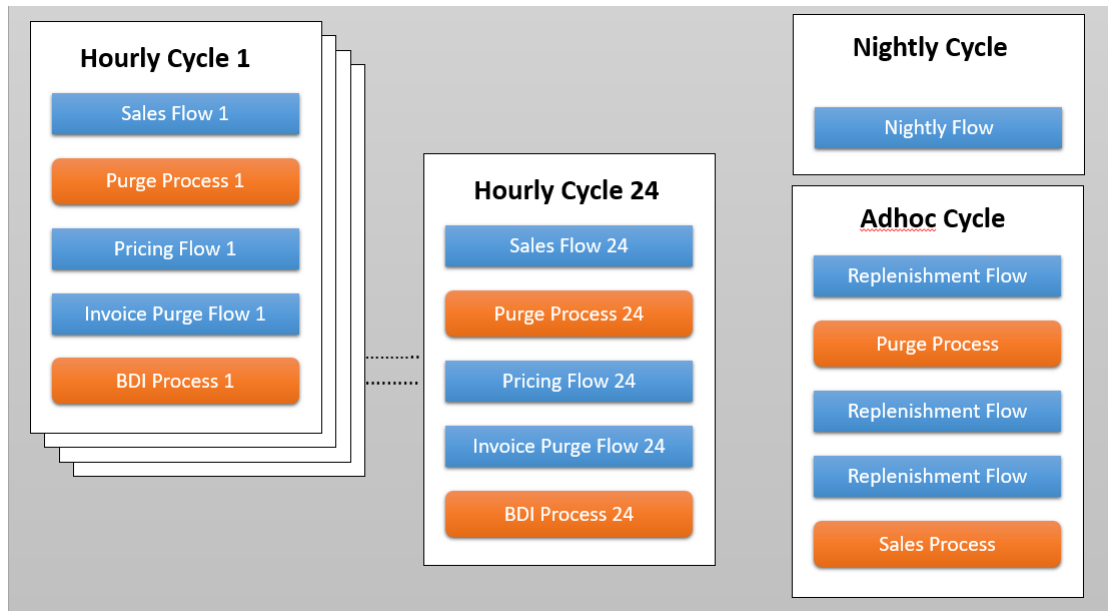 Hourly Cycle 1
Sales Flow 1
Purge Process 1
Pricing Flow 1
Invoice Purge Flow 1
BDI Process 1
Hourly Cycle 24
Sales Flow 24
Purge Process 24
Pricing Flow 24
Invoice Purge Flow 24
BDI Process 24
Nightly Cycle
Nightly Flow
Adhoc Cycle
Replenishment Flow
Purge Process
Replenishment Flow
Replenishment Flow
Sales Process